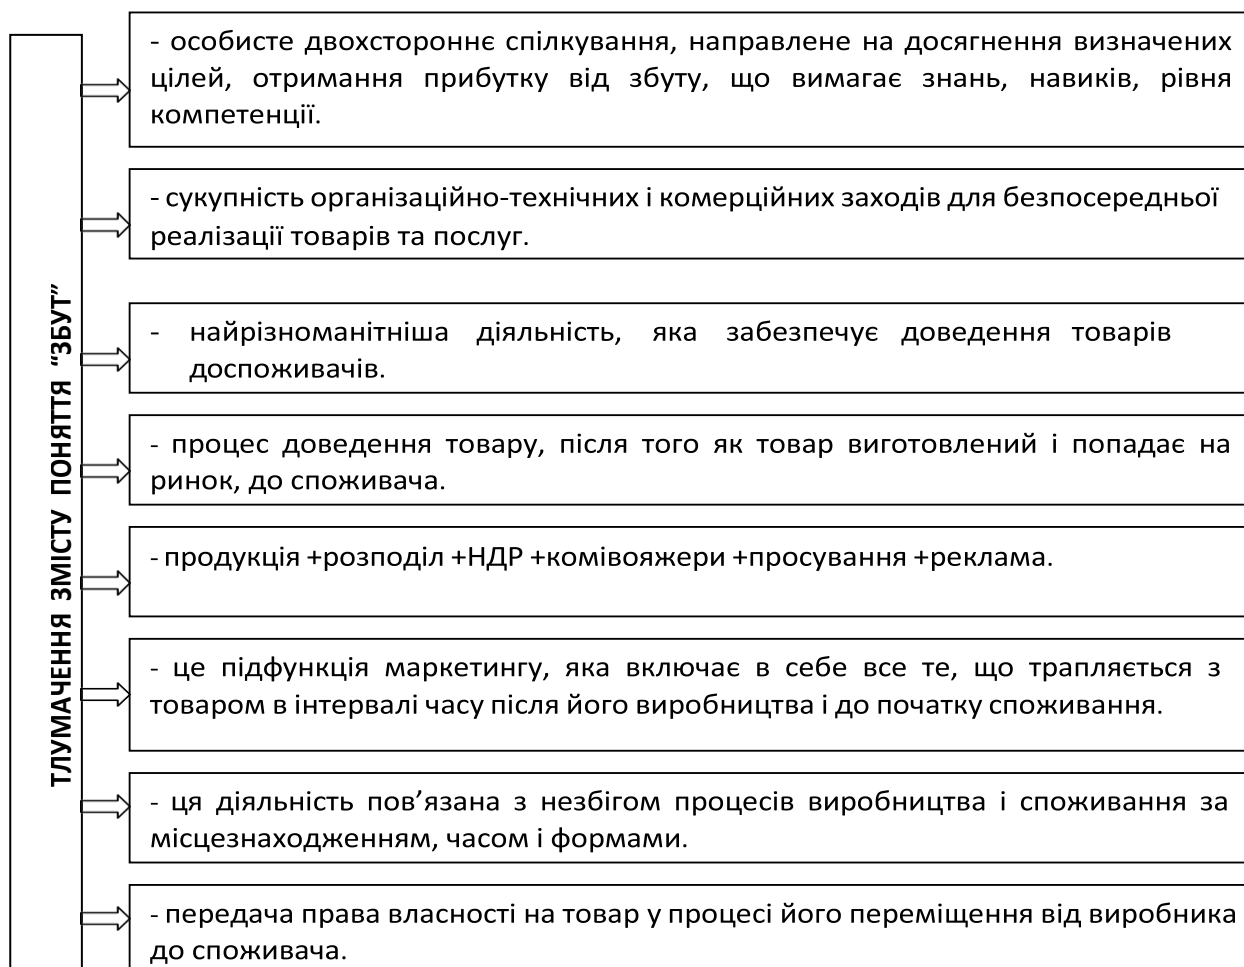 ТЛУМАЧЕННЯ ЗМІСТУ ПОНЯТТЯ “ЗБУТ”
- особисте двохстороннє спілкування, направлене на досягнення визначених
цілей, отримання прибутку від збуту, що вимагає знань, навиків, рівня
компетенції.
- сукупність організаційно-технічних і комерційних заходів для безпосередньої
реалізації товарів та послуг.
- найрізноманітніша діяльність, яка забезпечує доведення товарів
доспоживачів.
- процес доведення товару, після того як товар виготовлений і попадає на
ринок, до споживача.
- продукція +розподіл +НДР +комівояжери +просування +реклама.
- це підфункція маркетингу, яка включає в себе все те, що трапляється з
товаром в інтервалі часу після його виробництва і до початку споживання.
- ця діяльність пов’язана з незбігом процесів виробництва і споживання за
місцезнаходженням, часом і формами.
- передача права власності на товар у процесі його переміщення від виробника
до споживача.